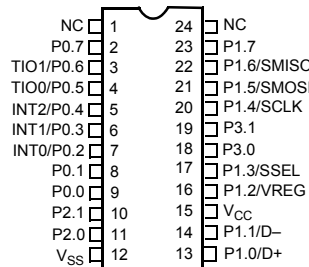 NC 1 24 NC
P0.7 2 23 P1.7
TIO1/P0.6 3 22 P1.6/SMISO
TIO0/P0.5 4 21 P1.5/SMOSI
INT2/P0.4 5 20 P1.4/SCLK
INT1/P0.3 6 19 P3.1
INT0/P0.2 7 18 P3.0
P0.1 8 17 P1.3/SSEL
P0.0 9 16 P1.2/VREG
P2.1 10 15 VCC
P2.0 11 14 P1.1/D–
VSS 12 13 P1.0/D+